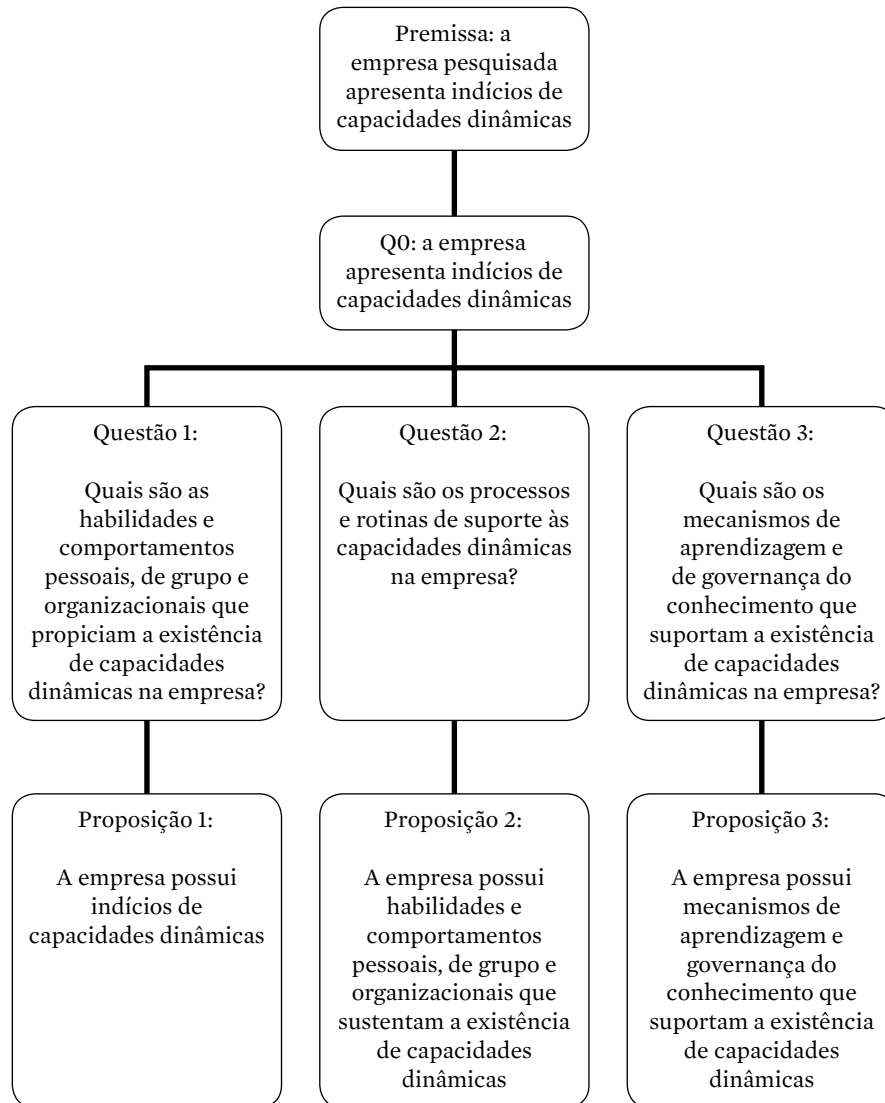 Premissa: a
empresa pesquisada
apresenta indícios de
capacidades dinâmicas
Q0: a empresa
apresenta indícios de
capacidades dinâmicas
Questão 1:
Quais são as
habilidades e
comportamentos
pessoais, de grupo e
organizacionais que
propiciam a existência
de capacidades
dinâmicas na empresa?
Questão 2:
Quais são os processos
e rotinas de suporte às
capacidades dinâmicas
na empresa?
Questão 3:
Quais são os
mecanismos de
aprendizagem e
de governança do
conhecimento que
suportam a existência
de capacidades
dinâmicas na empresa?
Proposição 1:
A empresa possui
indícios de
capacidades dinâmicas
Proposição 2:
A empresa possui
habilidades e
comportamentos
pessoais, de grupo e
organizacionais que
sustentam a existência
de capacidades
dinâmicas
Proposição 3:
A empresa possui
mecanismos de
aprendizagem e
governança do
conhecimento que
suportam a existência
de capacidades
dinâmicas